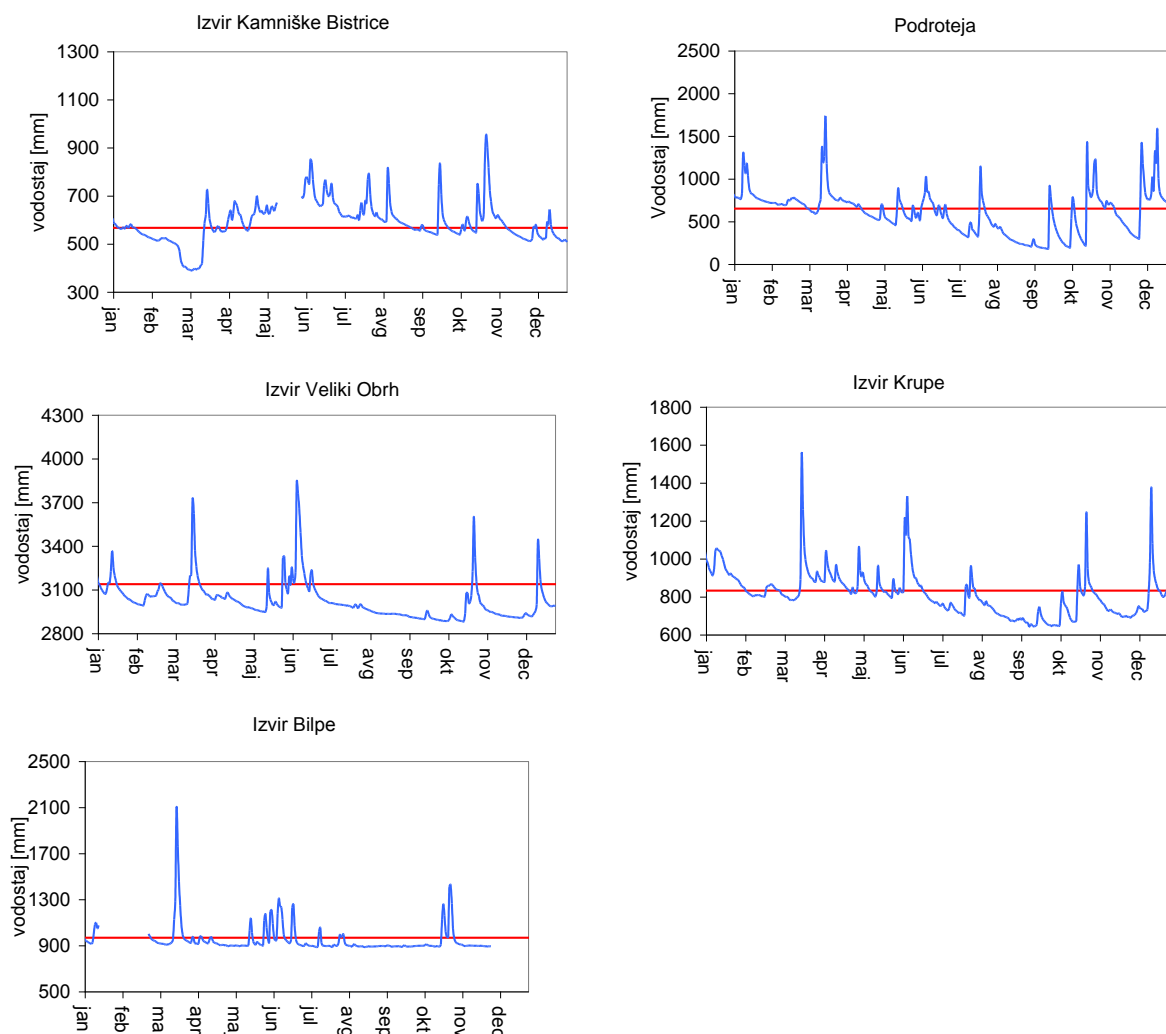 Izvir Kamniške Bistrice
vodostaj [mm]
1300
1100
900
700
500
300
jan feb mar apr maj jun jul avg sep okt nov dec
Podroteja
Vodostaj [mm]
2500
2000
1500
1000
500
0
jan feb mar apr maj jun jul avg sep okt nov dec
Izvir Veliki Obrh
vodostaj [mm]
4300
4000
3700
3400
3100
2800
jan feb mar apr maj jun jul avg sep okt nov dec
Izvir Krupe
vodostaj [mm]
1800
1600
1400
1200
1000
800
600
jan feb mar apr maj jun jul avg sep okt nov dec
Izvir Bilpe
vodostaj [mm]
2500
2100
1700
1300
900
500
jan feb ma apr ma jun jul avg sep okt nov dec